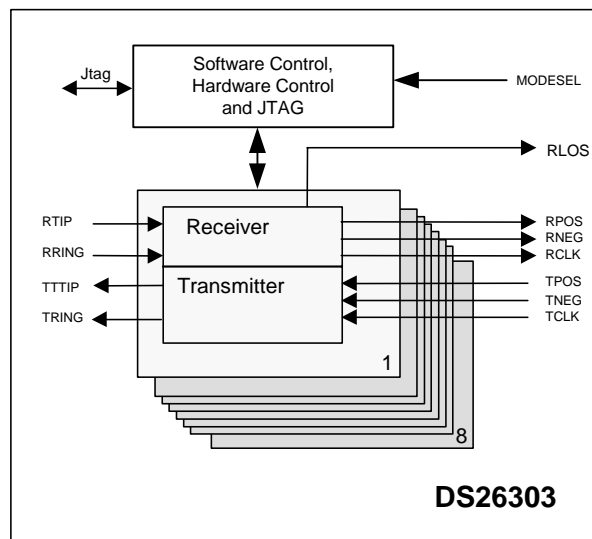 Software Control,
Hardware Control
and JTAG
Jtag
MODESEL
RLOS
RTIP
RRING
TTTIP
TRING
Receiver
Transmitter
RPOS
RNEG
RCLK
TPOS
TNEG
TCLK
1
8
DS26303